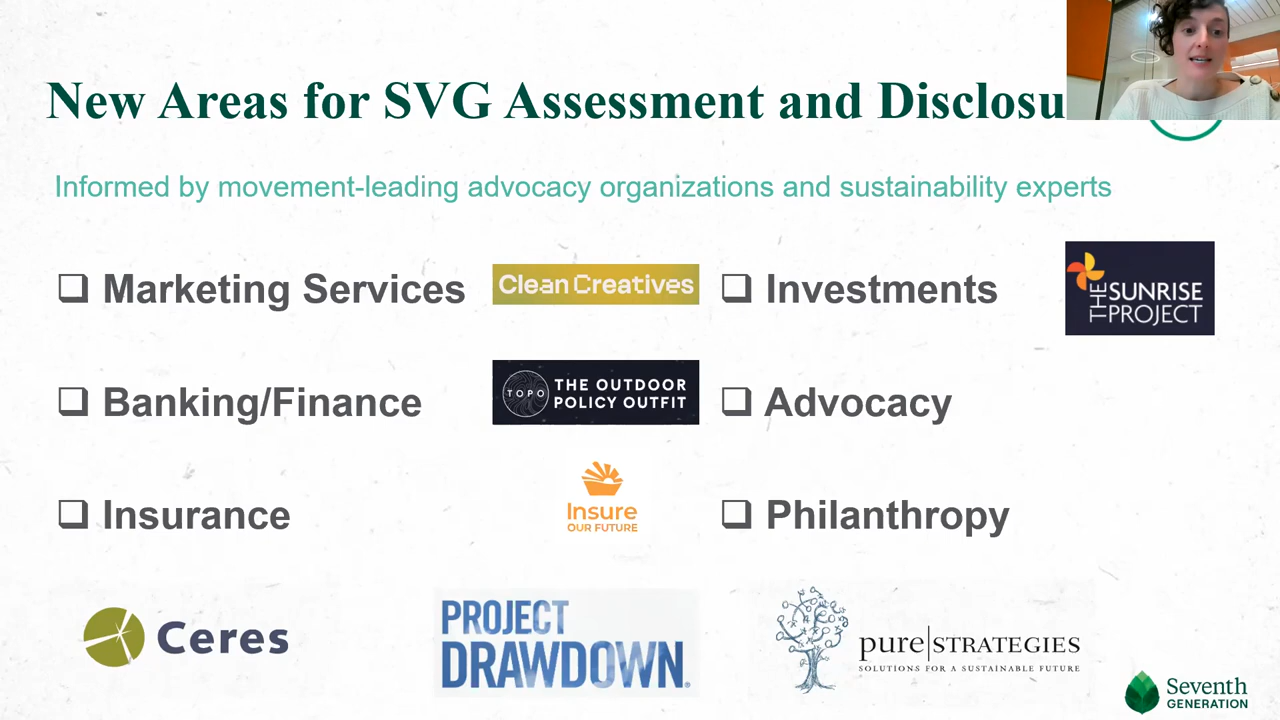 New Areas for SVG Assessment and Disclosu
Informed by movement-leading advocacy organizations and sustainability experts
Marketing Services
Clean Creatives
Investments
THE SUNRISE
PROJECT
Banking/Finance
TOPO
THE OUTDOOR
POLICY OUTFIT
Advocacy
Insurance
Insure
OUR FUTURE
Philanthropy
Ceres
PROJECT
DRAWDOWN®
pure|STRATEGIES
SOLUTIONS FOR A SUSTAINABLE FUTURE
Seventh
GENERATION